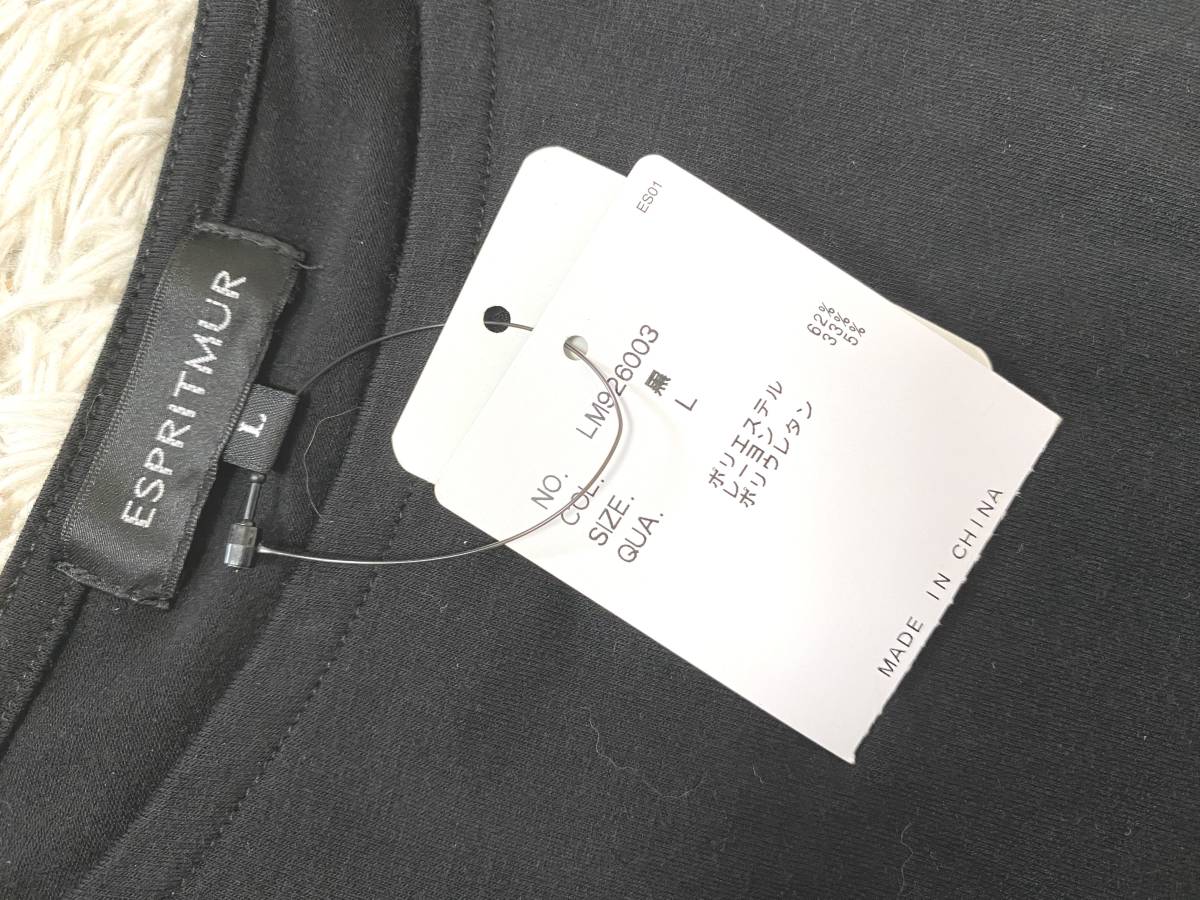 ESPRITMUR
L
ES01
NO. LM926003
COL. 黒
SIZE. L
QUA.
ポリエステル 62%
レーヨン 33%
ポリウレタン 5%
MADE IN CHINA